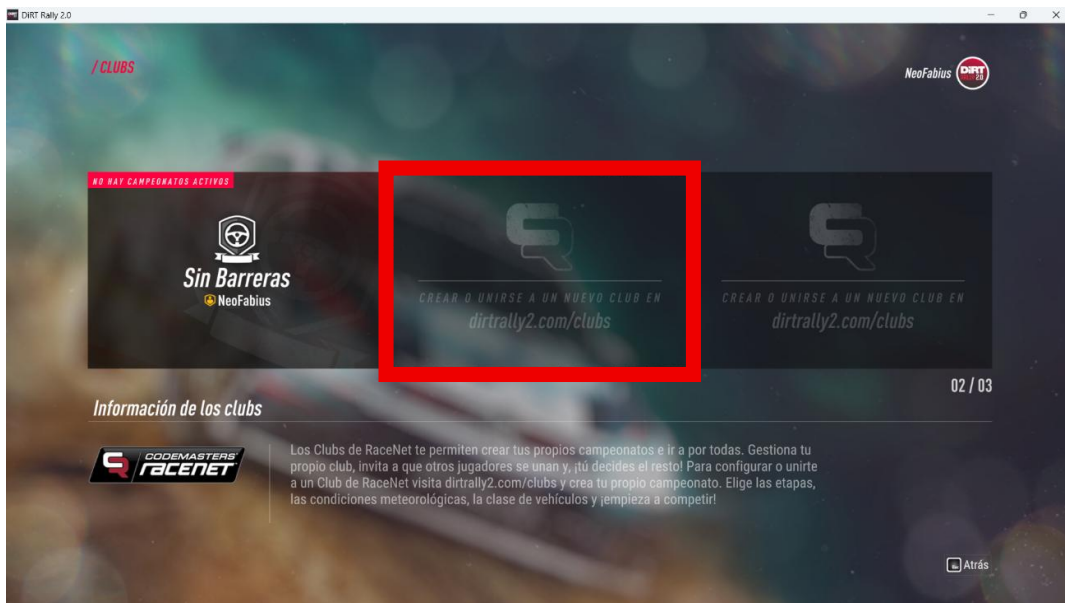 DiRT Rally 2.0
/ CLUBS
NeoFabius
DiRT
RALLY 2.0
NO HAY CAMPEONATOS ACTIVOS
Sin Barreras
NeoFabius
CREAR O UNIRSE A UN NUEVO CLUB EN
dirtrally2.com/clubs
CREAR O UNIRSE A UN NUEVO CLUB EN
dirtrally2.com/clubs
02 / 03
Información de los clubs
CODEMASTERS
RACENET
Los Clubs de RaceNet te permiten crear tus propios campeonatos e ir a por todas. Gestiona tu
propio club, invita a que otros jugadores se unan y, ¡tú decides el resto! Para configurar o unirte
a un Club de RaceNet visita dirtrally2.com/clubs y crea tu propio campeonato. Elige las etapas,
las condiciones meteorológicas, la clase de vehículos y ¡empieza a competir!
Atrás